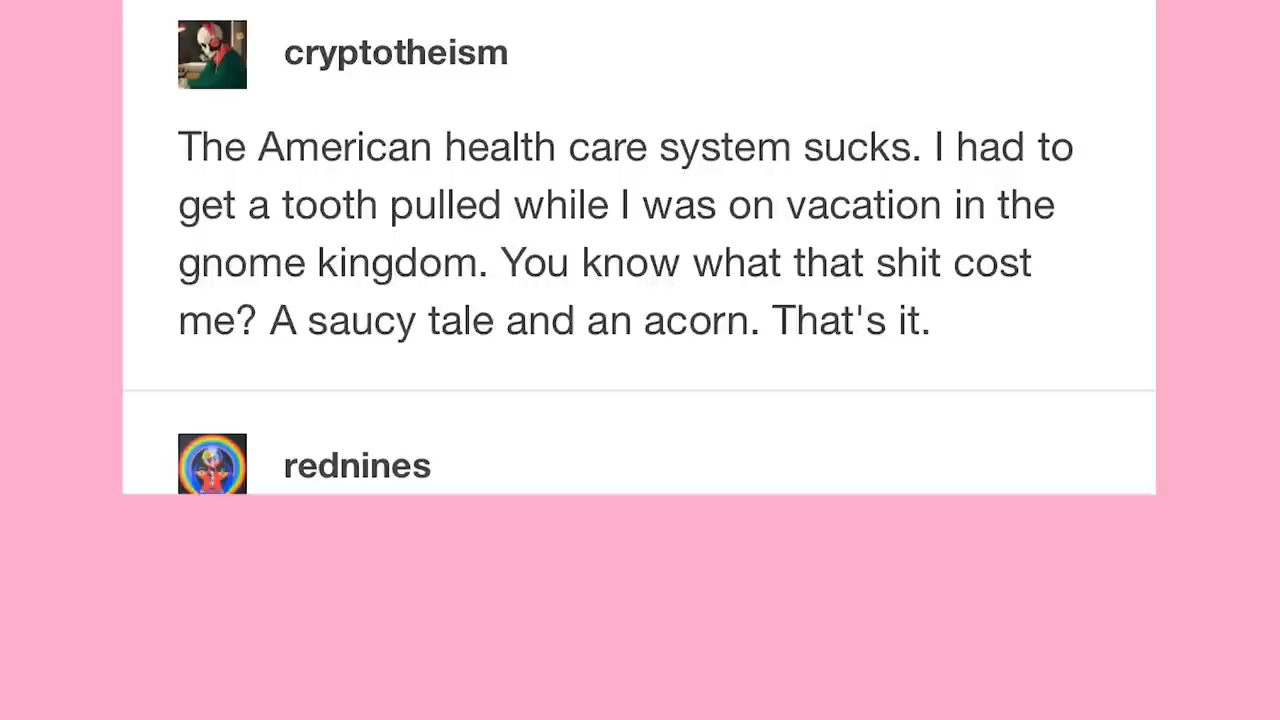 cryptotheism
The American health care system sucks. I had to
get a tooth pulled while I was on vacation in the
gnome kingdom. You know what that shit cost
me? A saucy tale and an acorn. That's it.
rednines